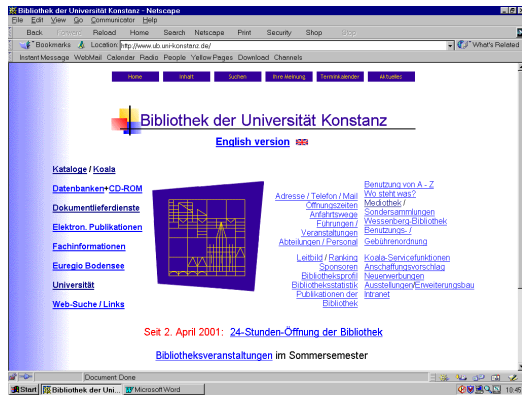 Bibliothek der Universität Konstanz - Netscape
File Edit View Go Communicator Help
Back Forward Reload Home Search Netscape Print Security Shop Stop
Bookmarks Location: http://www.ub.uni-konstanz.de/ What's Related
Instant Message WebMail Calendar Radio People Yellow Pages Download Channels
Home Inhalt Suchen Ihre Meinung Terminkalender Aktuelles
Bibliothek der Universität Konstanz
English version
Kataloge / Koala
Datenbanken+CD-ROM
Dokumentlieferdienste
Elektron. Publikationen
Fachinformationen
Euregio Bodensee
Universität
Web-Suche / Links
Adresse / Telefon / Mail
Öffnungszeiten
Anfahrtswege
Führungen /
Veranstaltungen
Abteilungen / Personal
Leitbild / Ranking
Sponsoren
Bibliotheksprofil
Bibliotheksstatistik
Publikationen der
Bibliothek
Benutzung von A - Z
Wo steht was?
Mediothek /
Sondersammlungen
Wessenberg-Bibliothek
Benutzungs- /
Gebührenordnung
Koala-Servicefunktionen
Anschaffungsvorschlag
Neuerwerbungen
Ausstellungen/Erweiterungsbau
Intranet
Seit 2. April 2001: 24-Stunden-Öffnung der Bibliothek
Bibliotheksveranstaltungen im Sommersemester
Document Done
Start Bibliothek der Uni... Microsoft Word 10:45